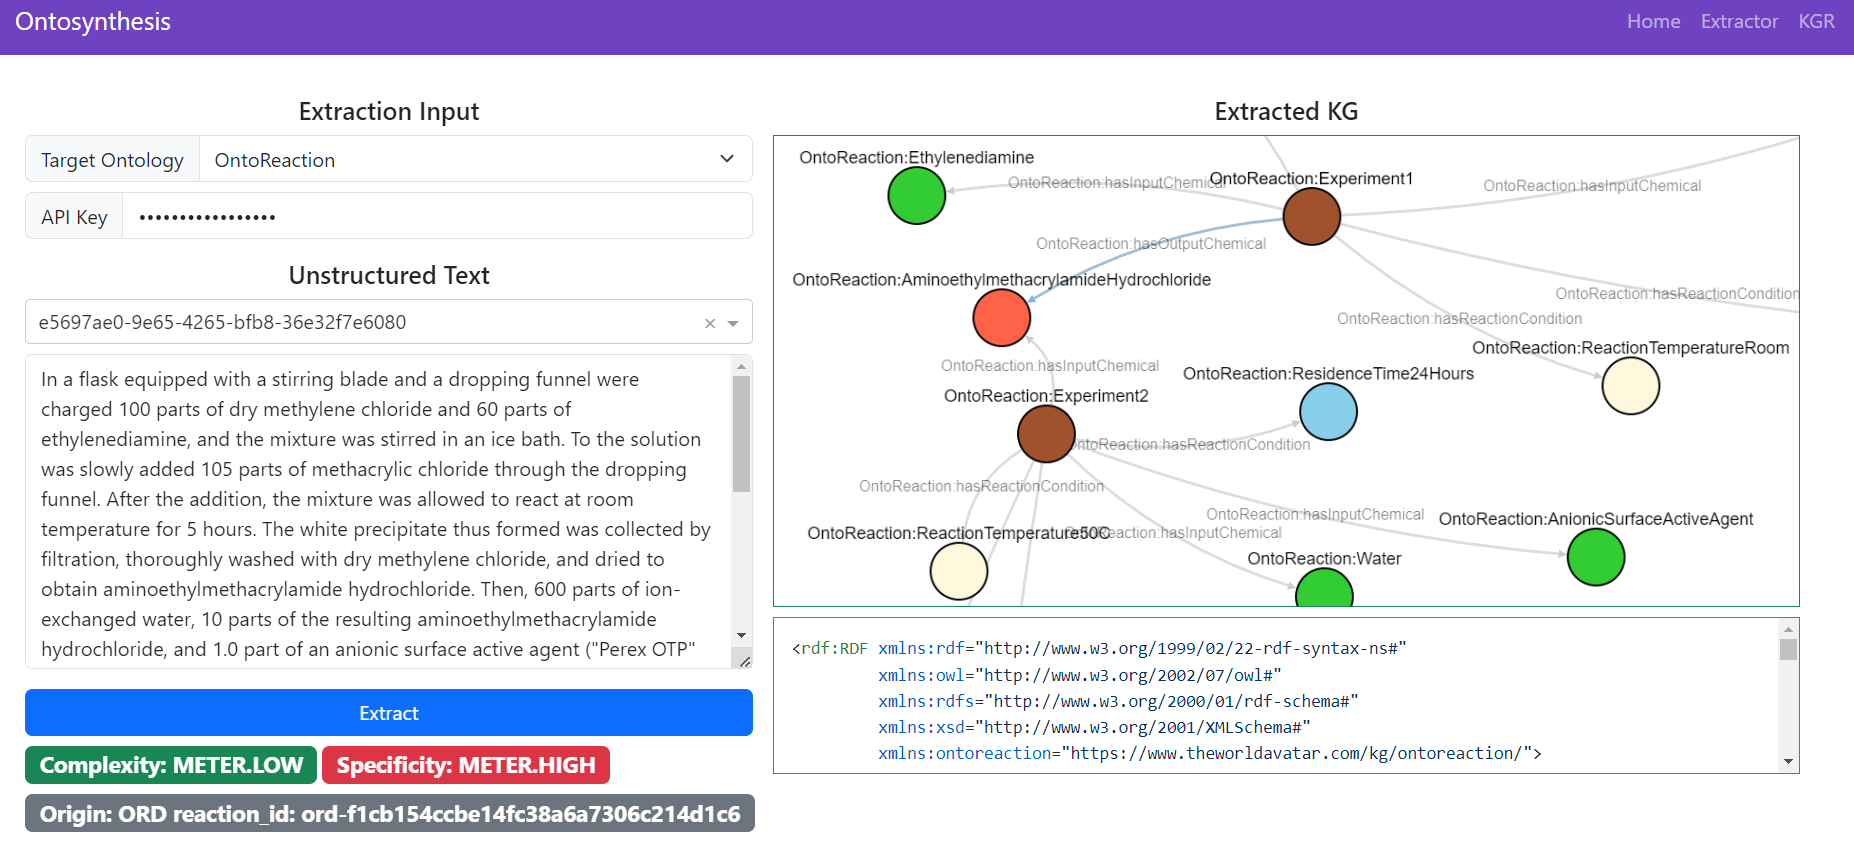 Ontosynthesis
Home Extractor KGR
Extraction Input
Target Ontology OntoReaction
API Key •••••••••••••••••
Unstructured Text
e5697ae0-9e65-4265-bfb8-36e32f7e6080
In a flask equipped with a stirring blade and a dropping funnel were
charged 100 parts of dry methylene chloride and 60 parts of
ethylenediamine, and the mixture was stirred in an ice bath. To the solution
was slowly added 105 parts of methacrylic chloride through the dropping
funnel. After the addition, the mixture was allowed to react at room
temperature for 5 hours. The white precipitate thus formed was collected by
filtration, thoroughly washed with dry methylene chloride, and dried to
obtain aminoethylmethacrylamide hydrochloride. Then, 600 parts of ion-
exchanged water, 10 parts of the resulting aminoethylmethacrylamide
hydrochloride, and 1.0 part of an anionic surface active agent ("Perex OTP"
Extract
Complexity: METER.LOW Specificity: METER.HIGH
Origin: ORD reaction_id: ord-f1cb154ccbe14fc38a6a7306c214d1c6
Extracted KG
OntoReaction:Ethylenediamine
OntoReaction:hasInputChemical
OntoReaction:Experiment1
OntoReaction:hasInputChemical
OntoReaction:hasOutputChemical
OntoReaction:AminoethylmethacrylamideHydrochloride
OntoReaction:hasReactionCondition
OntoReaction:hasReactionCondition
OntoReaction:ReactionTemperatureRoom
OntoReaction:hasInputChemical
OntoReaction:ResidenceTime24Hours
OntoReaction:Experiment2
OntoReaction:hasReactionCondition
OntoReaction:hasReactionCondition
OntoReaction:hasInputChemical
OntoReaction:AnionicSurfaceActiveAgent
OntoReaction:ReactionTemperature50C
OntoReaction:hasInputChemical
OntoReaction:Water
<rdf:RDF xmlns:rdf="http://www.w3.org/1999/02/22-rdf-syntax-ns#"
xmlns:owl="http://www.w3.org/2002/07/owl#"
xmlns:rdfs="http://www.w3.org/2000/01/rdf-schema#"
xmlns:xsd="http://www.w3.org/2001/XMLSchema#"
xmlns:ontoreaction="https://www.theworldavatar.com/kg/ontoreaction/">